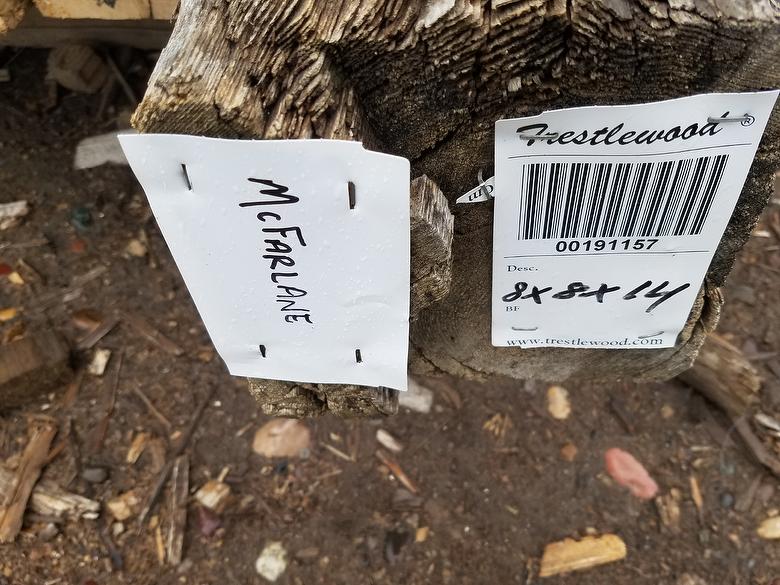 McFARLANE
Trestlewood®
00191157
Desc.
8x8x14
BF
www.trestlewood.com